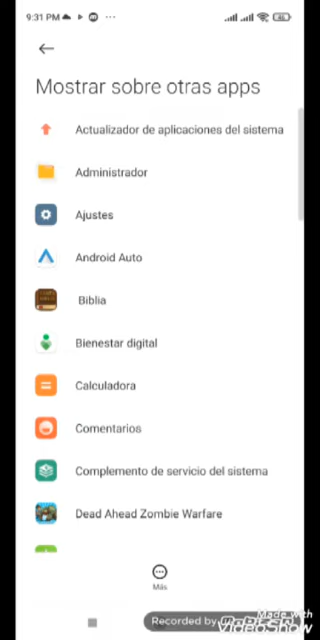 9:31 PM
Mostrar sobre otras apps
Actualizador de aplicaciones del sistema
Administrador
Ajustes
Android Auto
Biblia
Bienestar digital
Calculadora
Comentarios
Complemento de servicio del sistema
Dead Ahead Zombie Warfare
Más
Made With
Recorded by
VideoShow